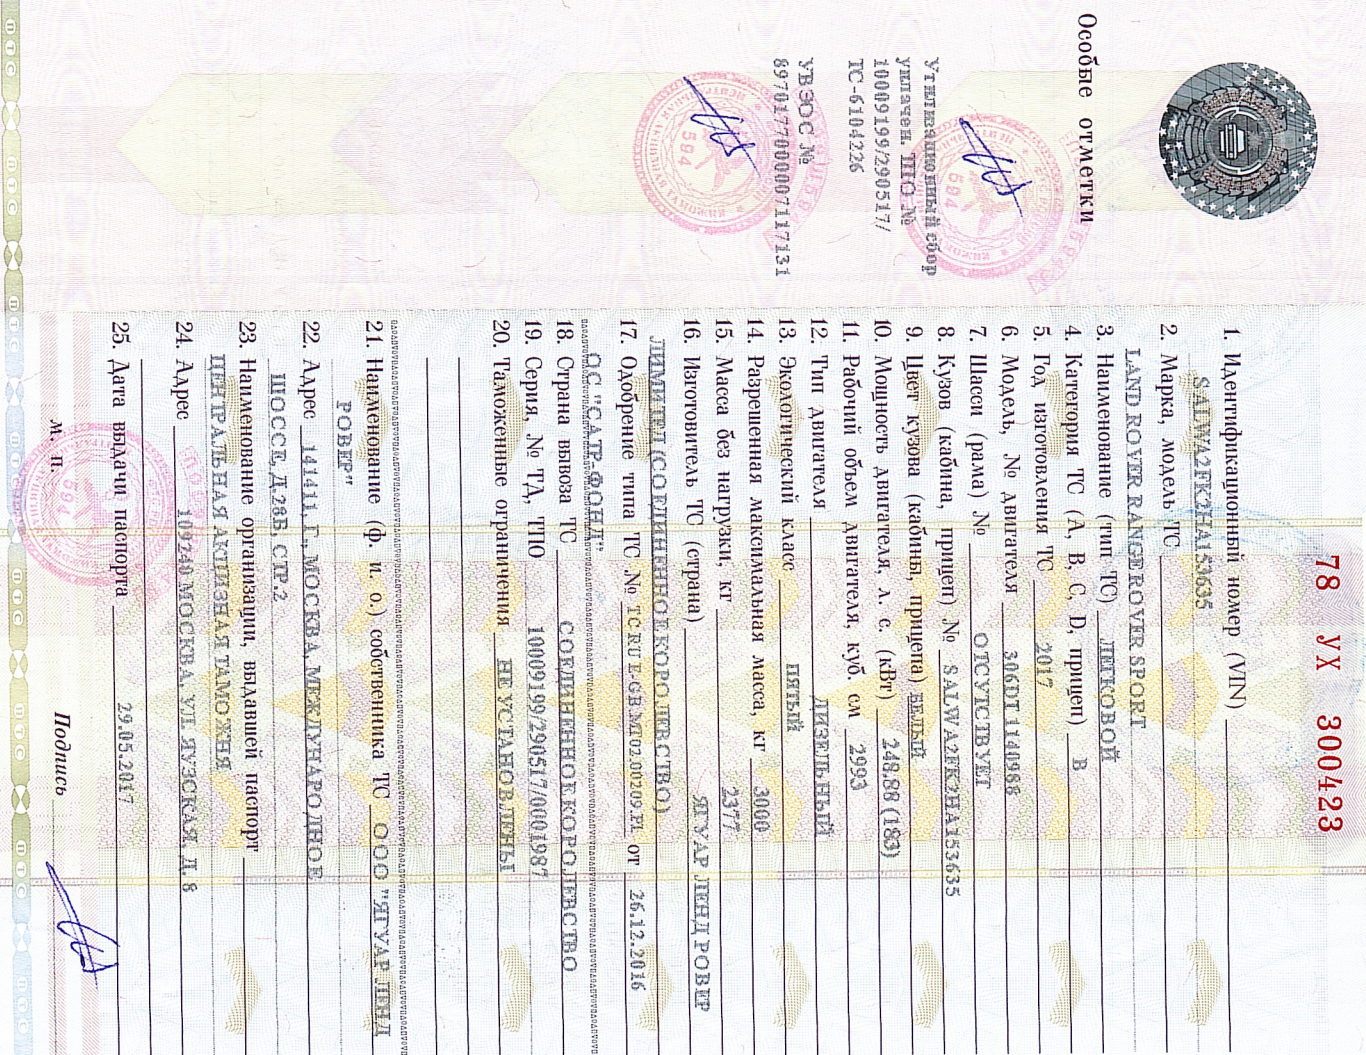 78 УХ 300423
1. Идентификационный номер (VIN)
SALWA2FK2HA153635
2. Марка, модель ТС
LAND ROVER RANGE ROVER SPORT
3. Наименование (тип ТС) ЛЕГКОВОЙ
4. Категория ТС (A, B, C, D, прицеп) B
5. Год изготовления ТС 2017
6. Модель, № двигателя 306DT 1140988
7. Шасси (рама) № ОТСУТСТВУЕТ
8. Кузов (кабина, прицеп) № SALWA2FK2HA153635
9. Цвет кузова (кабины, прицепа) БЕЛЫЙ
10. Мощность двигателя, л. с. (кВт) 248.88 (183)
11. Рабочий объем двигателя, куб. см 2993
12. Тип двигателя ДИЗЕЛЬНЫЙ
13. Экологический класс ПЯТЫЙ
14. Разрешенная максимальная масса, кг 3000
15. Масса без нагрузки, кг 2377
16. Изготовитель ТС (страна) ЯГУАР ЛЕНД РОВЕР
ЛИМИТЕД (СОЕДИНЕННОЕ КОРОЛЕВСТВО)
17. Одобрение типа ТС № ТС RU Е-GB.МТ02.00209.Р1 от 26.12.2016
ОС "САТР-ФОНД"
18. Страна вывоза ТС СОЕДИНЕННОЕ КОРОЛЕВСТВО
19. Серия, № ТД, ТПО 10009199/290517/0001987
20. Таможенные ограничения НЕ УСТАНОВЛЕНЫ
21. Наименование (ф. и. о.) собственника ТС ООО "ЯГУАР ЛЕНД
РОВЕР"
22. Адрес 141411, Г., МОСКВА, МЕЖДУНАРОДНОЕ
ШОССЕ, Д.28Б, СТР.2
23. Наименование организации, выдавшей паспорт
ЦЕНТРАЛЬНАЯ АКЦИЗНАЯ ТАМОЖНЯ
24. Адрес 109240 МОСКВА, УЛ. ЯУЗСКАЯ, Д. 8
25. Дата выдачи паспорта 29.05.2017
м. п.
Подпись
Особые отметки
Утилизационный сбор
уплачен. ТПО №
10009199/290517/
ТС-6104226
УВЭОС №
8970177000007117131
594
594
594